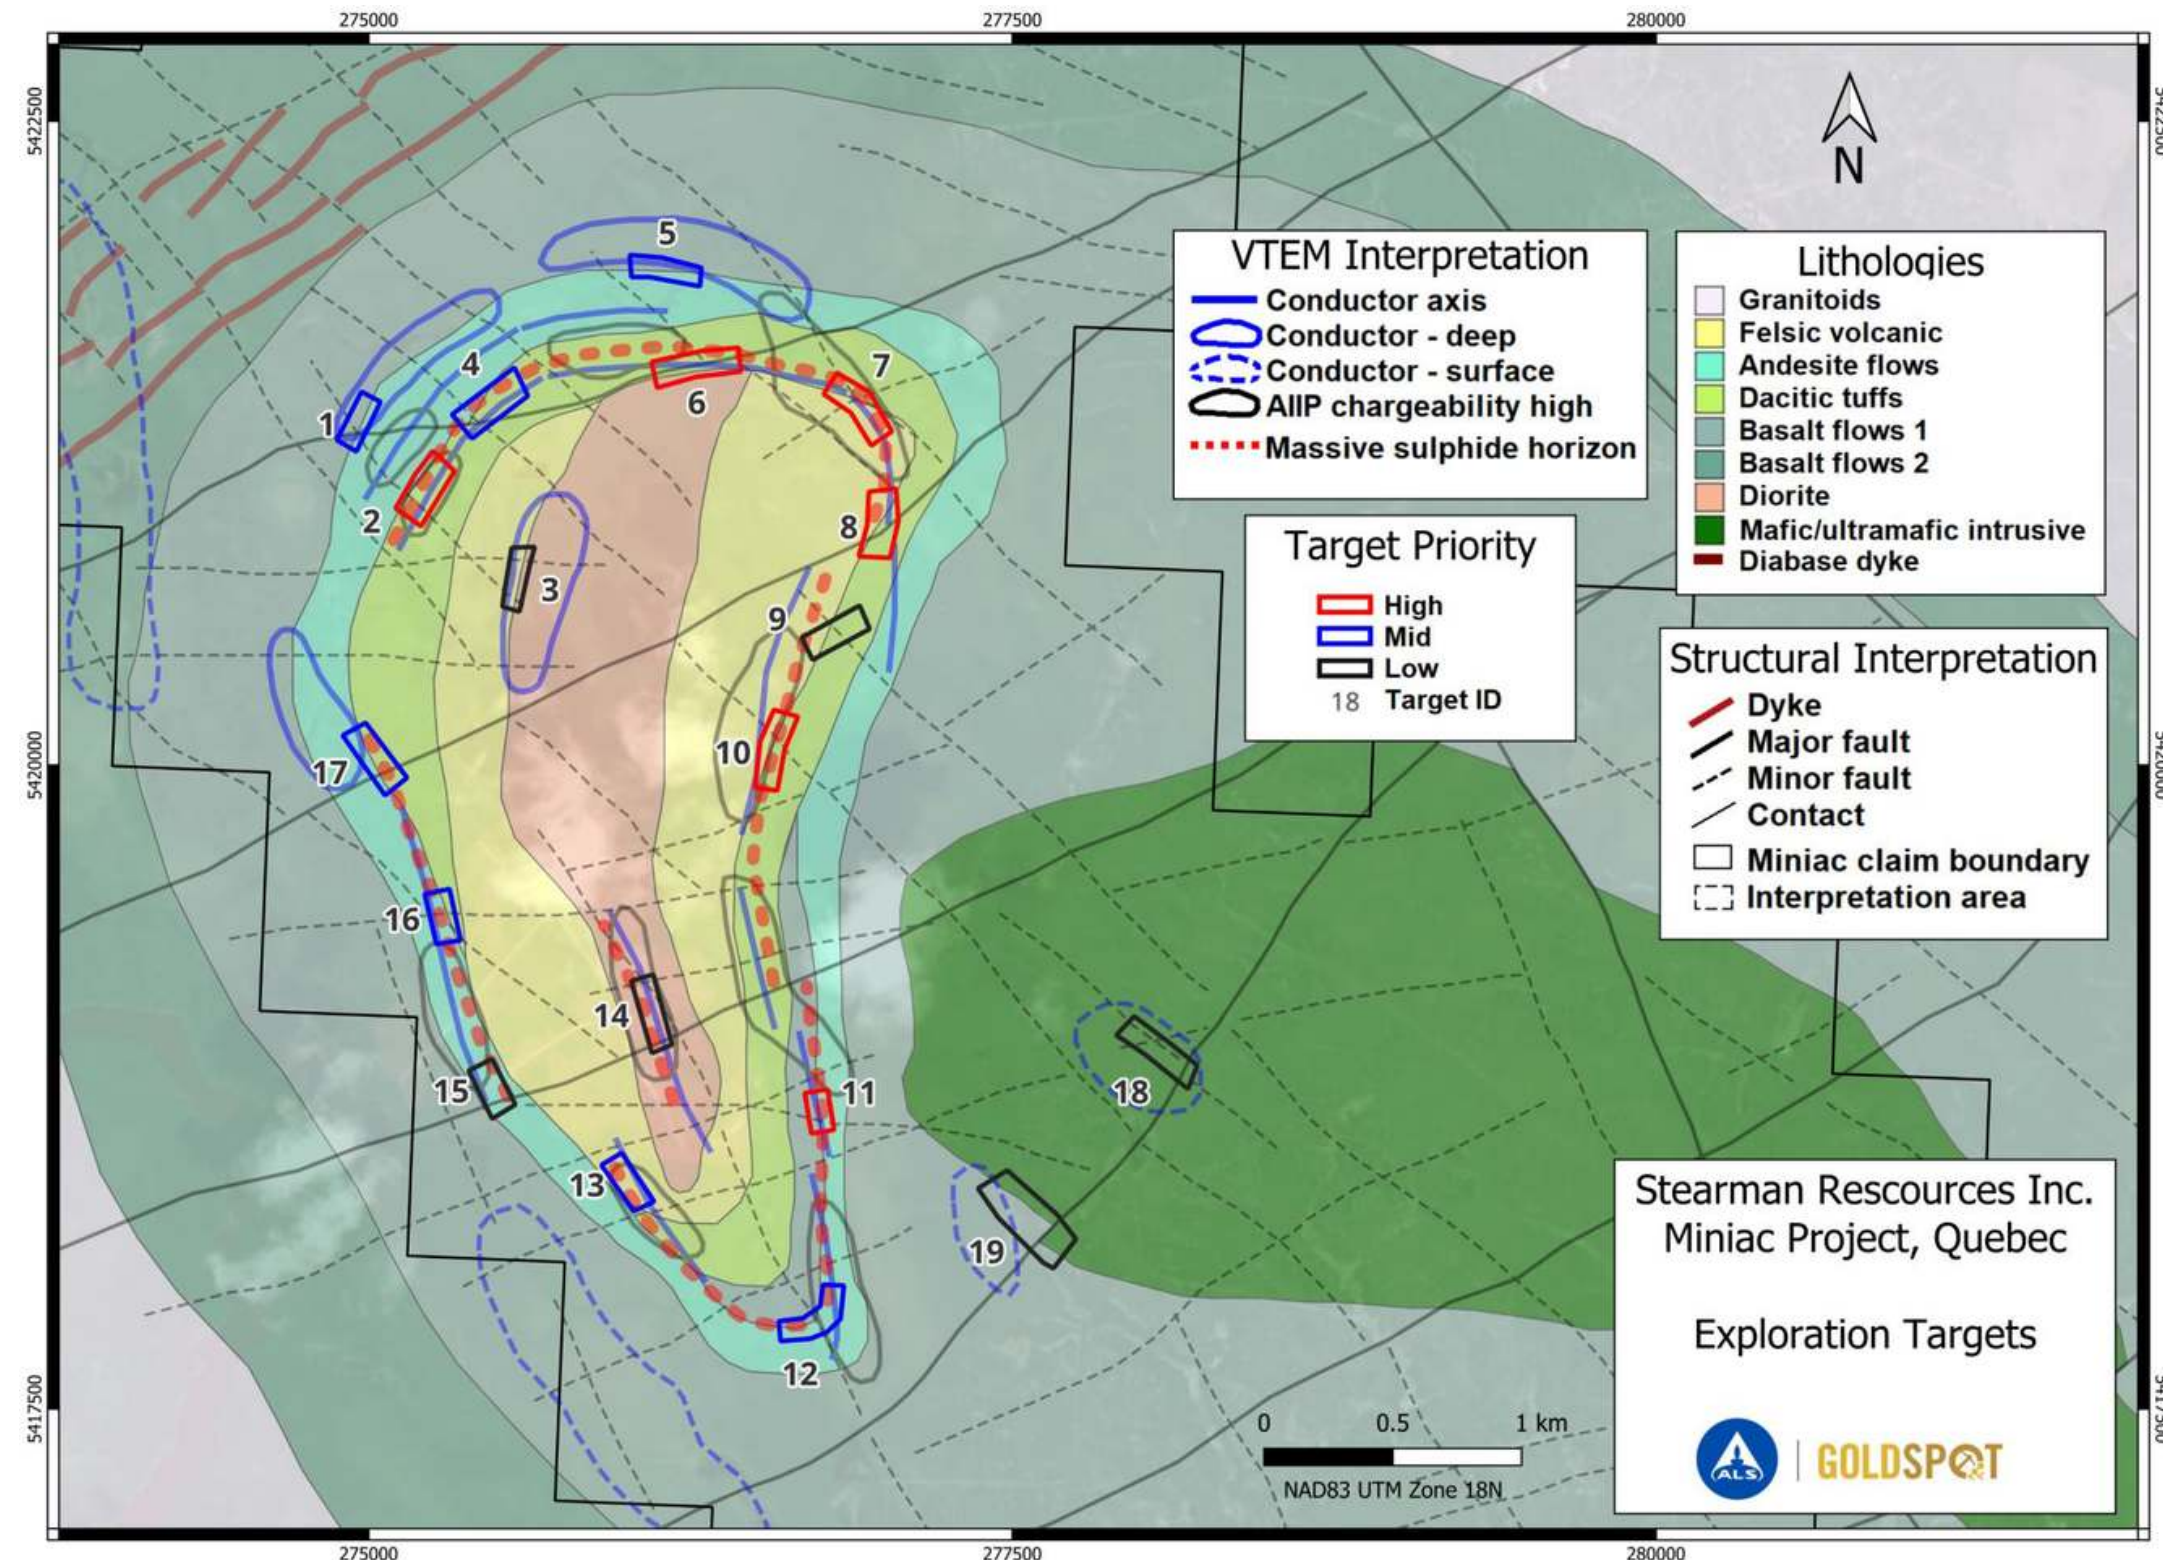 275000
277500
280000
5422500
5420000
5417500
5422500
5420000
5417500
N
VTEM Interpretation
Conductor axis
Conductor - deep
Conductor - surface
AIIP chargeability high
Massive sulphide horizon
Lithologies
Granitoids
Felsic volcanic
Andesite flows
Dacitic tuffs
Basalt flows 1
Basalt flows 2
Diorite
Mafic/ultramafic intrusive
Diabase dyke
Target Priority
High
Mid
Low
18 Target ID
Structural Interpretation
Dyke
Major fault
Minor fault
Contact
Miniac claim boundary
Interpretation area
5
4
1
7
6
2
8
3
9
10
17
16
14
15
11
18
13
19
12
Stearman Rescources Inc.
Miniac Project, Quebec
Exploration Targets
ALS
GOLDSPOT
0 0.5 1 km
NAD83 UTM Zone 18N
275000
277500
280000